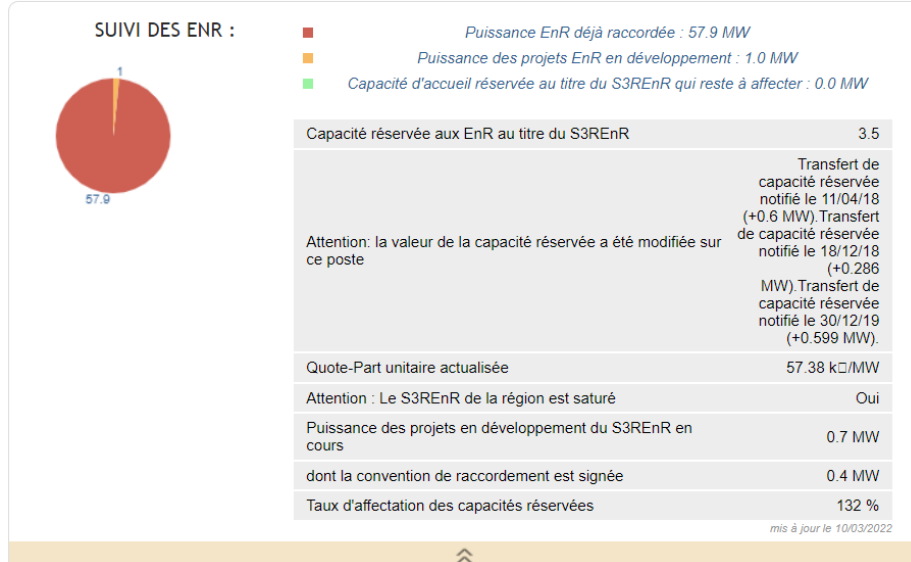 SUIVI DES ENR :
Puissance EnR déjà raccordée : 57.9 MW
Puissance des projets EnR en développement : 1.0 MW
Capacité d'accueil réservée au titre du S3REnR qui reste à affecter : 0.0 MW
1
57.9
Capacité réservée aux EnR au titre du S3REnR 3.5
Attention: la valeur de la capacité réservée a été modifiée sur
ce poste
Transfert de
capacité réservée
notifié le 11/04/18
(+0.6 MW).Transfert
de capacité réservée
notifié le 18/12/18
(+0.286
MW).Transfert de
capacité réservée
notifié le 30/12/19
(+0.599 MW).
Quote-Part unitaire actualisée 57.38 k□/MW
Attention : Le S3REnR de la région est saturé Oui
Puissance des projets en développement du S3REnR en
cours
0.7 MW
dont la convention de raccordement est signée 0.4 MW
Taux d'affectation des capacités réservées 132 %
mis à jour le 10/03/2022